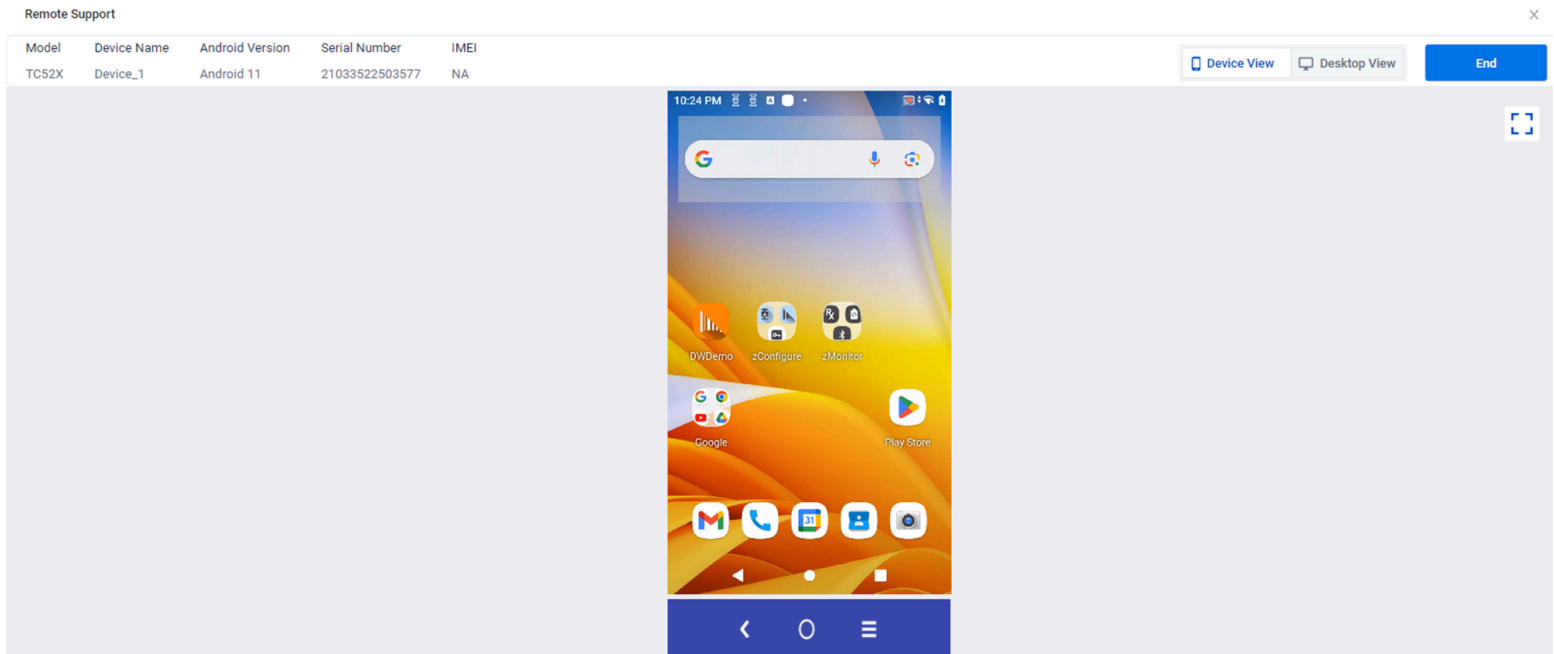 Remote Support
Model Device Name Android Version Serial Number IMEI
TC52X Device_1 Android 11 21033522503577 NA
Device View Desktop View End
10:24 PM
DWDemo zConfigure zMonitor
Google Play Store
31